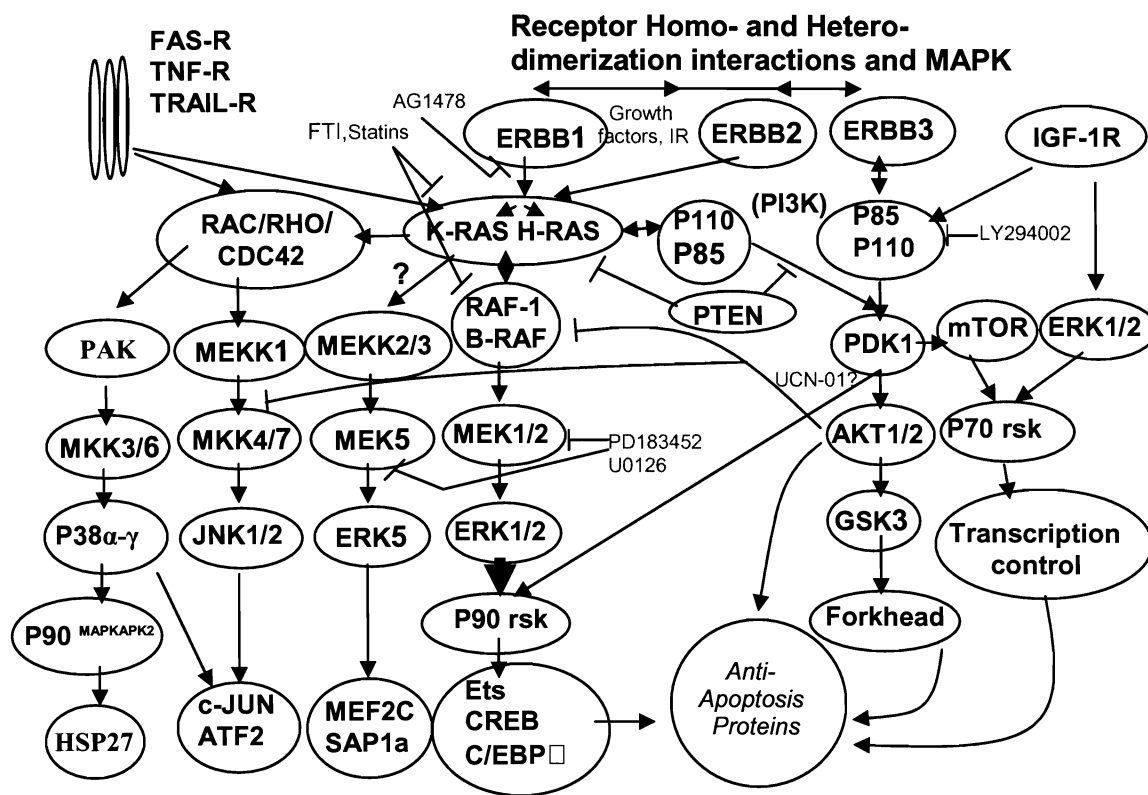 Receptor Homo- and Hetero-
dimerization interactions and MAPK
FAS-R
TNF-R
TRAIL-R
AG1478
FTI,Statins
Growth
factors, IR
ERBB1
ERBB2
ERBB3
IGF-1R
RAC/RHO/
CDC42
K-RAS H-RAS
P110
P85
(PI3K)
P85
P110
LY294002
?
PTEN
PAK
MEKK1
MEKK2/3
RAF-1
B-RAF
PDK1
mTOR
ERK1/2
UCN-01?
MKK3/6
MKK4/7
MEK5
MEK1/2
PD183452
U0126
AKT1/2
P70 rsk
P38α-γ
JNK1/2
ERK5
ERK1/2
GSK3
Transcription
control
P90 MAPKAPK2
P90 rsk
Forkhead
HSP27
c-JUN
ATF2
MEF2C
SAP1a
Ets
CREB
C/EBP□
Anti-
Apoptosis
Proteins